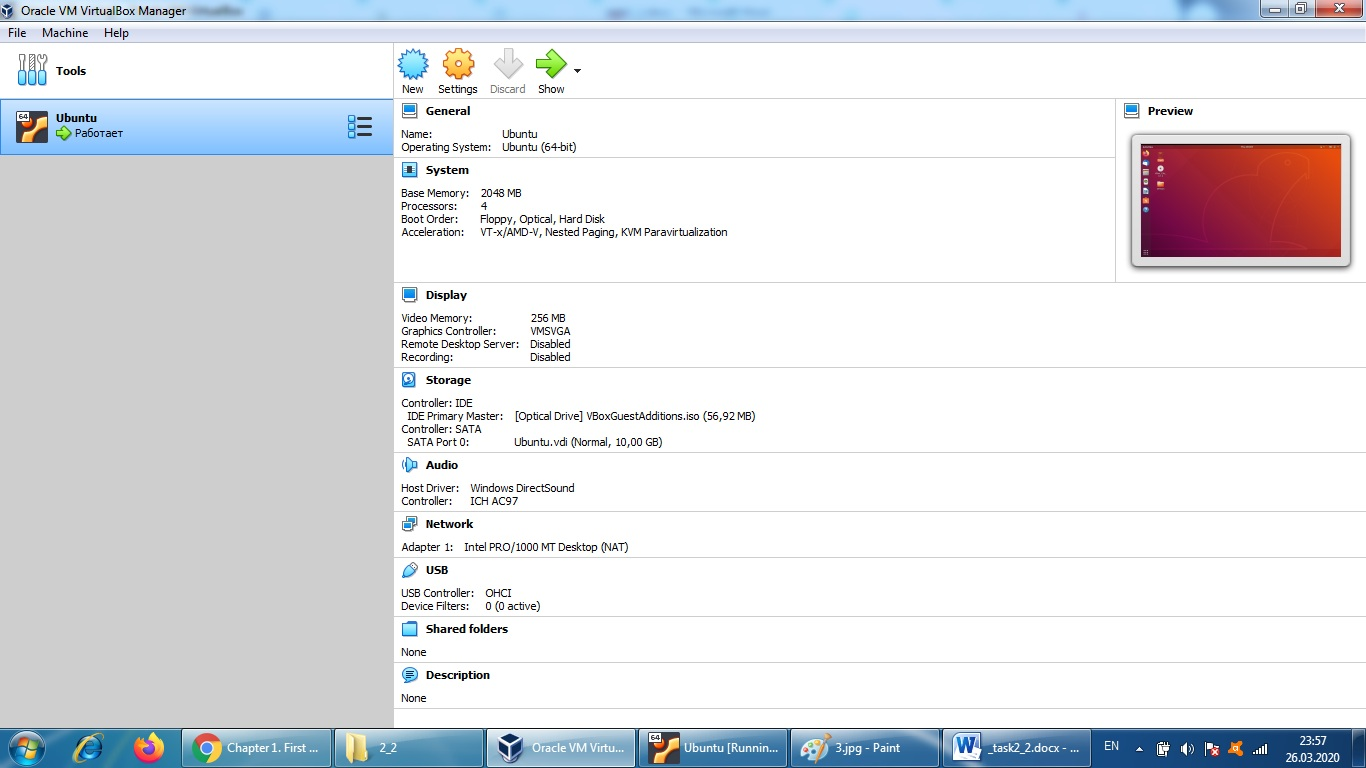 Oracle VM VirtualBox Manager
File Machine Help
Tools
New Settings Discard Show
64 Ubuntu
Работает
General
Name: Ubuntu
Operating System: Ubuntu (64-bit)
Preview
System
Base Memory: 2048 MB
Processors: 4
Boot Order: Floppy, Optical, Hard Disk
Acceleration: VT-x/AMD-V, Nested Paging, KVM Paravirtualization
Display
Video Memory: 256 MB
Graphics Controller: VMSVGA
Remote Desktop Server: Disabled
Recording: Disabled
Storage
Controller: IDE
IDE Primary Master: [Optical Drive] VBoxGuestAdditions.iso (56,92 MB)
Controller: SATA
SATA Port 0: Ubuntu.vdi (Normal, 10,00 GB)
Audio
Host Driver: Windows DirectSound
Controller: ICH AC97
Network
Adapter 1: Intel PRO/1000 MT Desktop (NAT)
USB
USB Controller: OHCI
Device Filters: 0 (0 active)
Shared folders
None
Description
None
Chapter 1. First ... 2_2 Oracle VM Virtu... 64 Ubuntu [Runnin... 3.jpg - Paint _task2_2.docx - ... EN 23:57
26.03.2020